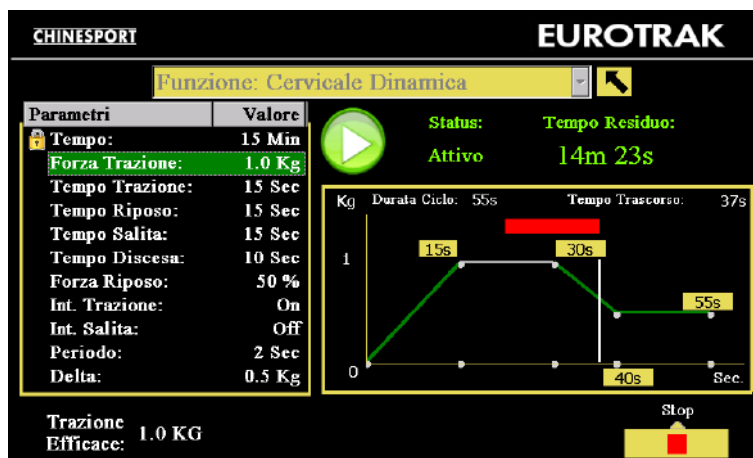 CHINESPORT
EUROTRAK
Funzione: Cervicale Dinamica
Parametri Valore
Tempo: 15 Min
Forza Trazione: 1.0 Kg
Tempo Trazione: 15 Sec
Tempo Riposo: 15 Sec
Tempo Salita: 15 Sec
Tempo Discesa: 10 Sec
Forza Riposo: 50 %
Int. Trazione: On
Int. Salita: Off
Periodo: 2 Sec
Delta: 0.5 Kg
Status: Tempo Residuo:
Attivo 14m 23s
Kg Durata Ciclo: 55s Tempo Trascorso: 37s
15s 30s
1
55s
0
40s Sec.
Trazione
Efficace: 1.0 KG
Stop